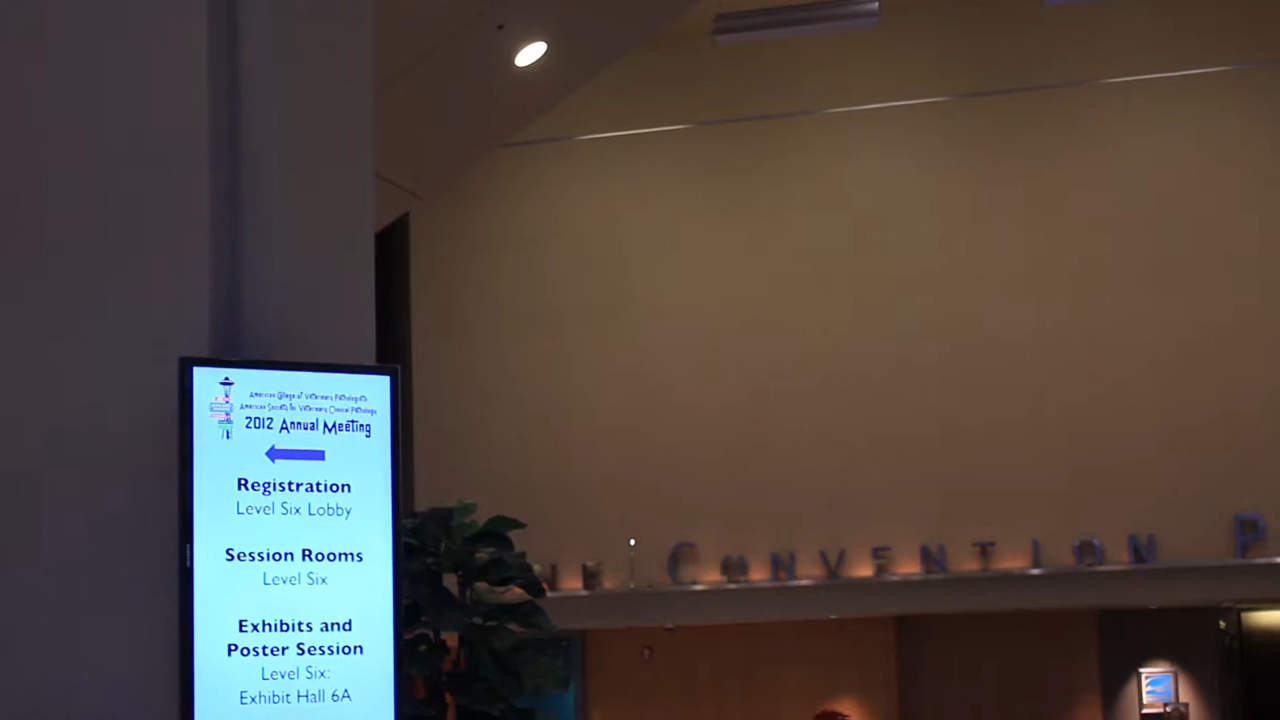 American College of Veterinary Pathologists
American Society for Veterinary Clinical Pathology
2012 Annual Meeting
Registration
Level Six Lobby
Session Rooms
Level Six
Exhibits and
Poster Session
Level Six:
Exhibit Hall 6A
CONVENTION P